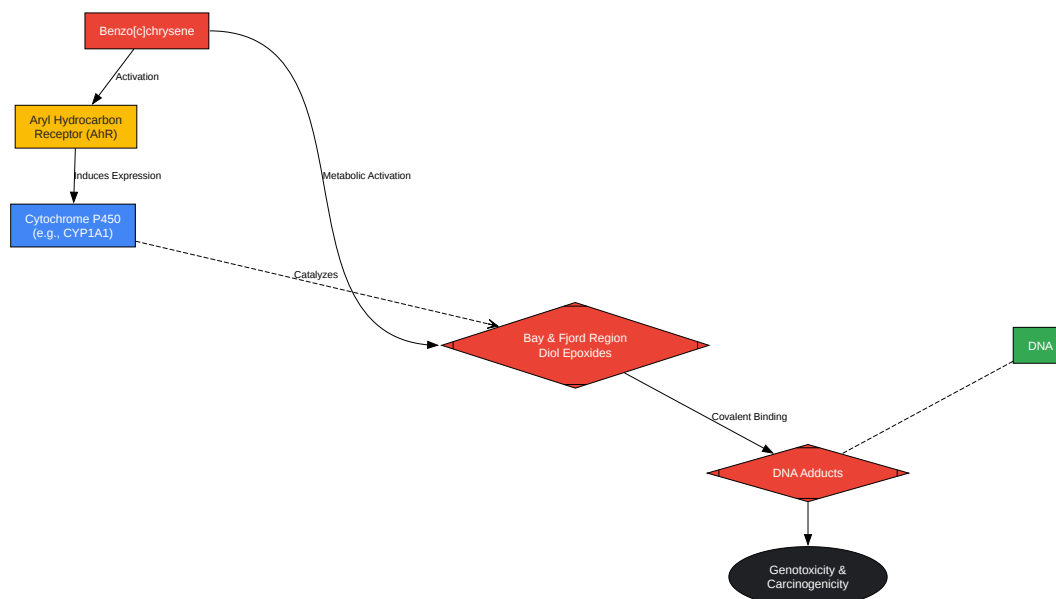 Benzo[c]chrysene
Activation
Aryl Hydrocarbon
Receptor (AhR)
Induces Expression
Metabolic Activation
Cytochrome P450
(e.g., CYP1A1)
Catalyzes
Bay & Fjord Region
Diol Epoxides
DNA
Covalent Binding
DNA Adducts
Genotoxicity &
Carcinogenicity